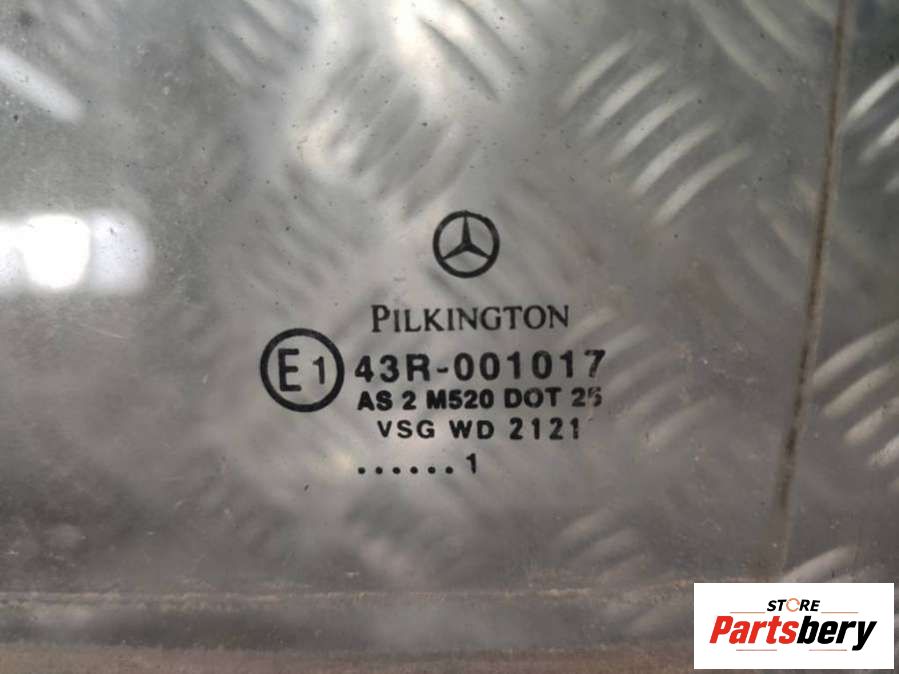 PILKINGTON
E1 43R-001017
AS 2 M520 DOT 25
VSG WD 2121
......1
STORE
Partsbery